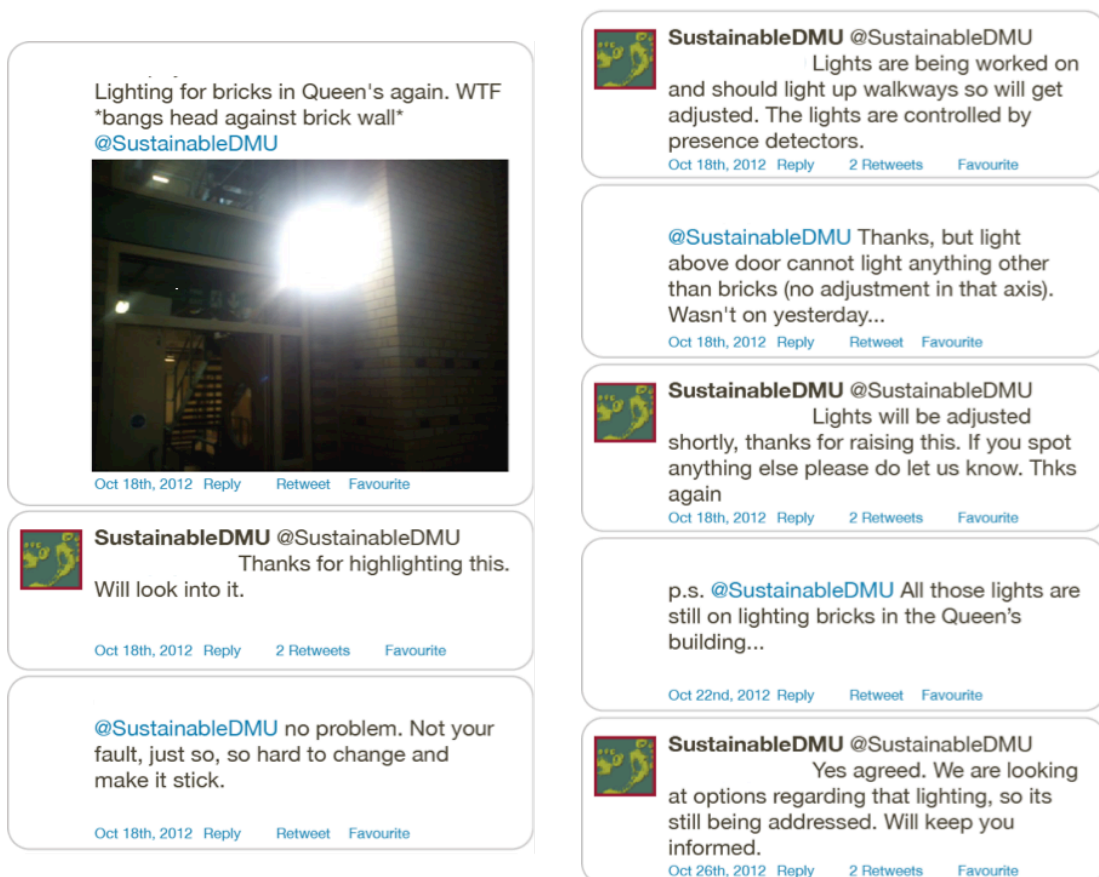 Lighting for bricks in Queen's again. WTF
*bangs head against brick wall*
@SustainableDMU
Oct 18th, 2012 Reply Retweet Favourite
SustainableDMU @SustainableDMU
Thanks for highlighting this.
Will look into it.
Oct 18th, 2012 Reply 2 Retweets Favourite
@SustainableDMU no problem. Not your
fault, just so, so hard to change and
make it stick.
Oct 18th, 2012 Reply Retweet Favourite
SustainableDMU @SustainableDMU
Lights are being worked on
and should light up walkways so will get
adjusted. The lights are controlled by
presence detectors.
Oct 18th, 2012 Reply 2 Retweets Favourite
@SustainableDMU Thanks, but light
above door cannot light anything other
than bricks (no adjustment in that axis).
Wasn't on yesterday...
Oct 18th, 2012 Reply Retweet Favourite
SustainableDMU @SustainableDMU
Lights will be adjusted
shortly, thanks for raising this. If you spot
anything else please do let us know. Thks
again
Oct 18th, 2012 Reply 2 Retweets Favourite
p.s. @SustainableDMU All those lights are
still on lighting bricks in the Queen’s
building...
Oct 22nd, 2012 Reply Retweet Favourite
SustainableDMU @SustainableDMU
Yes agreed. We are looking
at options regarding that lighting, so its
still being addressed. Will keep you
informed.
Oct 26th, 2012 Reply 2 Retweets Favourite